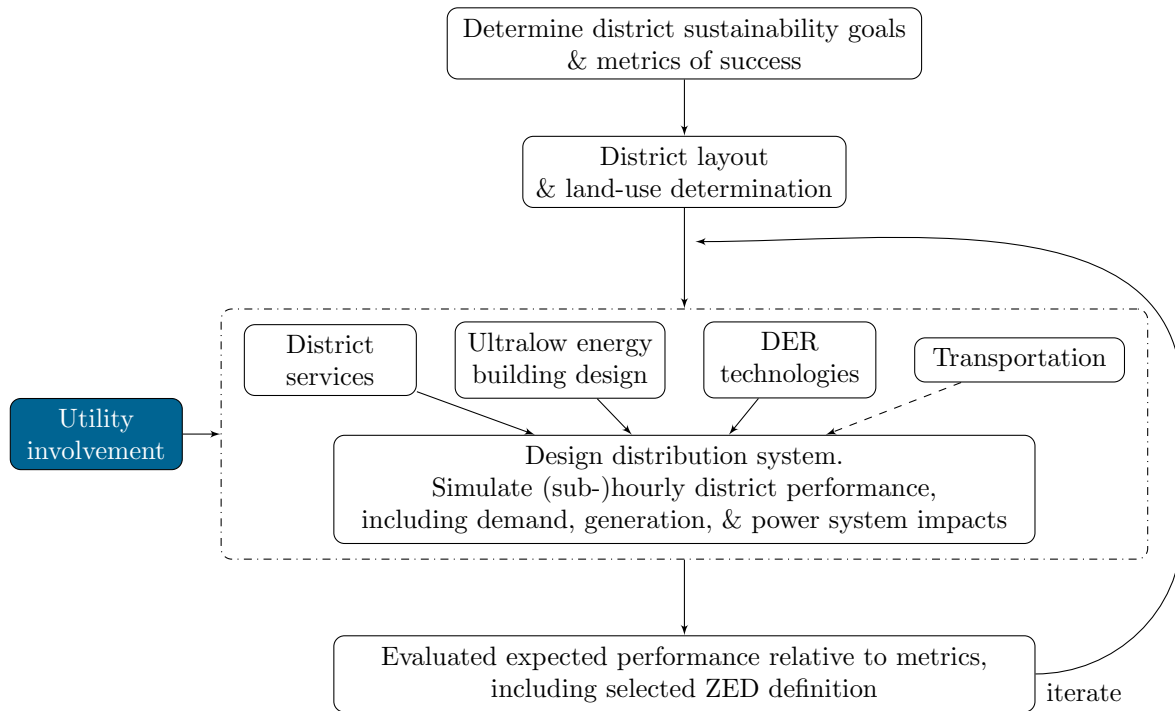 Determine district sustainability goals
& metrics of success
District layout
& land-use determination
District
services
Ultralow energy
building design
DER
technologies
Transportation
Utility
involvement
Design distribution system.
Simulate (sub-)hourly district performance,
including demand, generation, & power system impacts
Evaluated expected performance relative to metrics,
including selected ZED definition
iterate